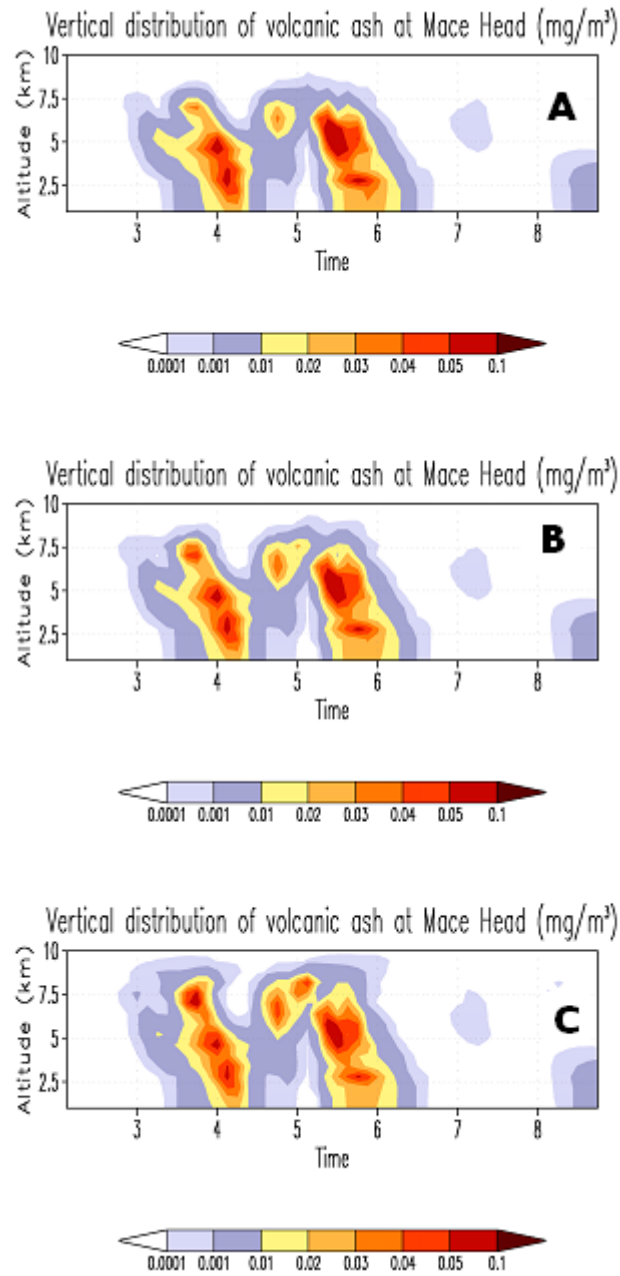 Vertical distribution of volcanic ash at Mace Head (mg/m³)
Altitude (km)
10
7.5
5
2.5
A
3 4 5 6 7 8
Time
0.0001 0.001 0.01 0.02 0.03 0.04 0.05 0.1
Vertical distribution of volcanic ash at Mace Head (mg/m³)
Altitude (km)
10
7.5
5
2.5
B
3 4 5 6 7 8
Time
0.0001 0.001 0.01 0.02 0.03 0.04 0.05 0.1
Vertical distribution of volcanic ash at Mace Head (mg/m³)
Altitude (km)
10
7.5
5
2.5
C
3 4 5 6 7 8
Time
0.0001 0.001 0.01 0.02 0.03 0.04 0.05 0.1